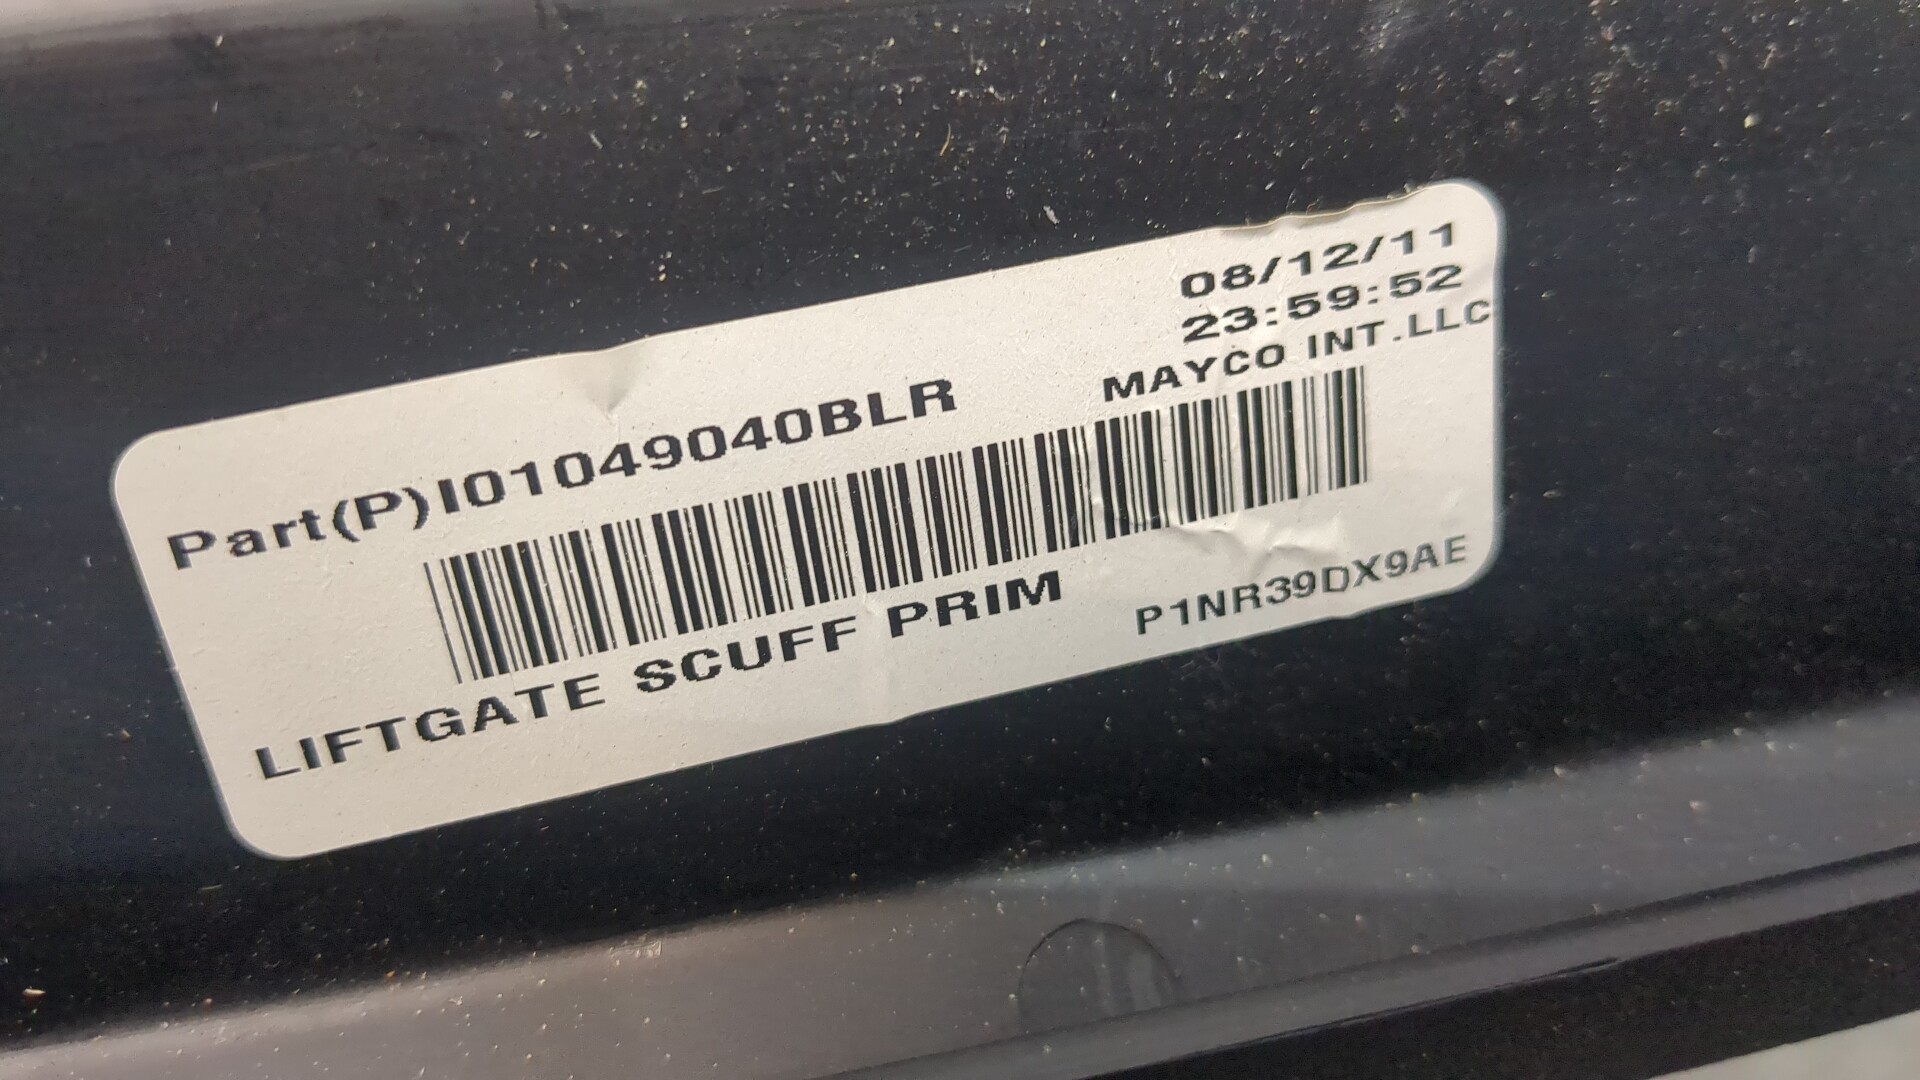 08/12/11
23:59:52
MAYCO INT.LLC
Part(P)I01049040BLR
LIFTGATE SCUFF PRIM
P1NR39DX9AE